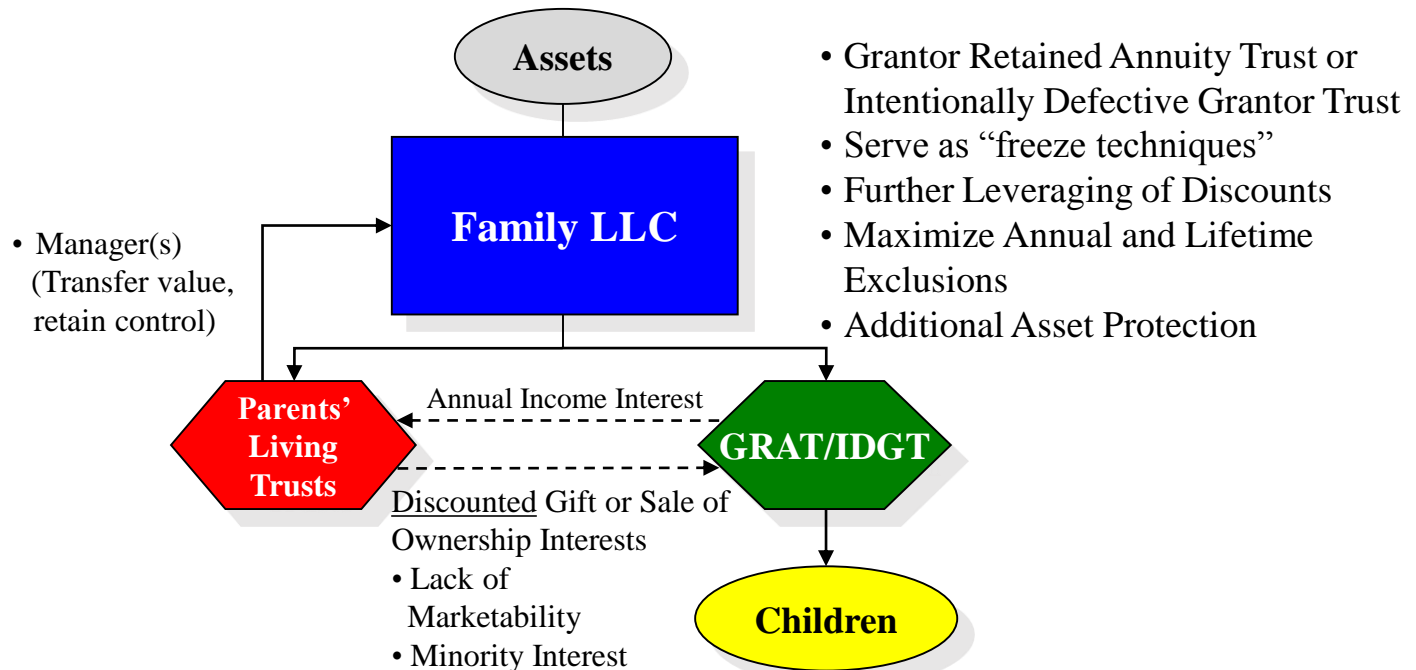 Assets
• Grantor Retained Annuity Trust or
Intentionally Defective Grantor Trust
• Serve as “freeze techniques”
• Further Leveraging of Discounts
• Maximize Annual and Lifetime
Exclusions
• Additional Asset Protection
Family LLC
• Manager(s)
(Transfer value,
retain control)
Parents’
Living
Trusts
Annual Income Interest
GRAT/IDGT
Discounted Gift or Sale of
Ownership Interests
• Lack of
Marketability
• Minority Interest
Children